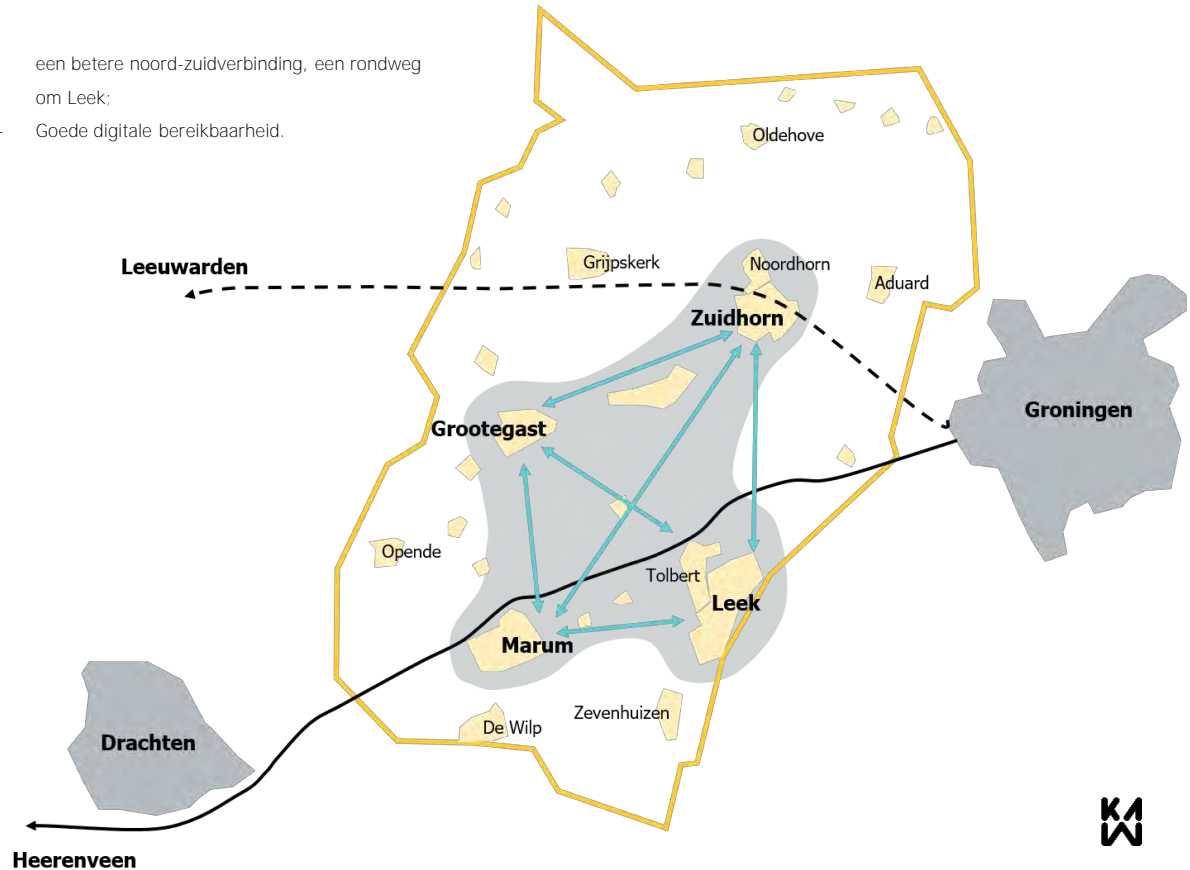 een betere noord-zuidverbinding, een rondweg
om Leek;
- Goede digitale bereikbaarheid.
Oldehove
Leeuwarden
Grijpskerk
Noordhorn
Aduard
Zuidhorn
Groningen
Grootegast
Opende
Tolbert
Leek
Marum
Zevenhuizen
De Wilp
Drachten
KAW
Heerenveen